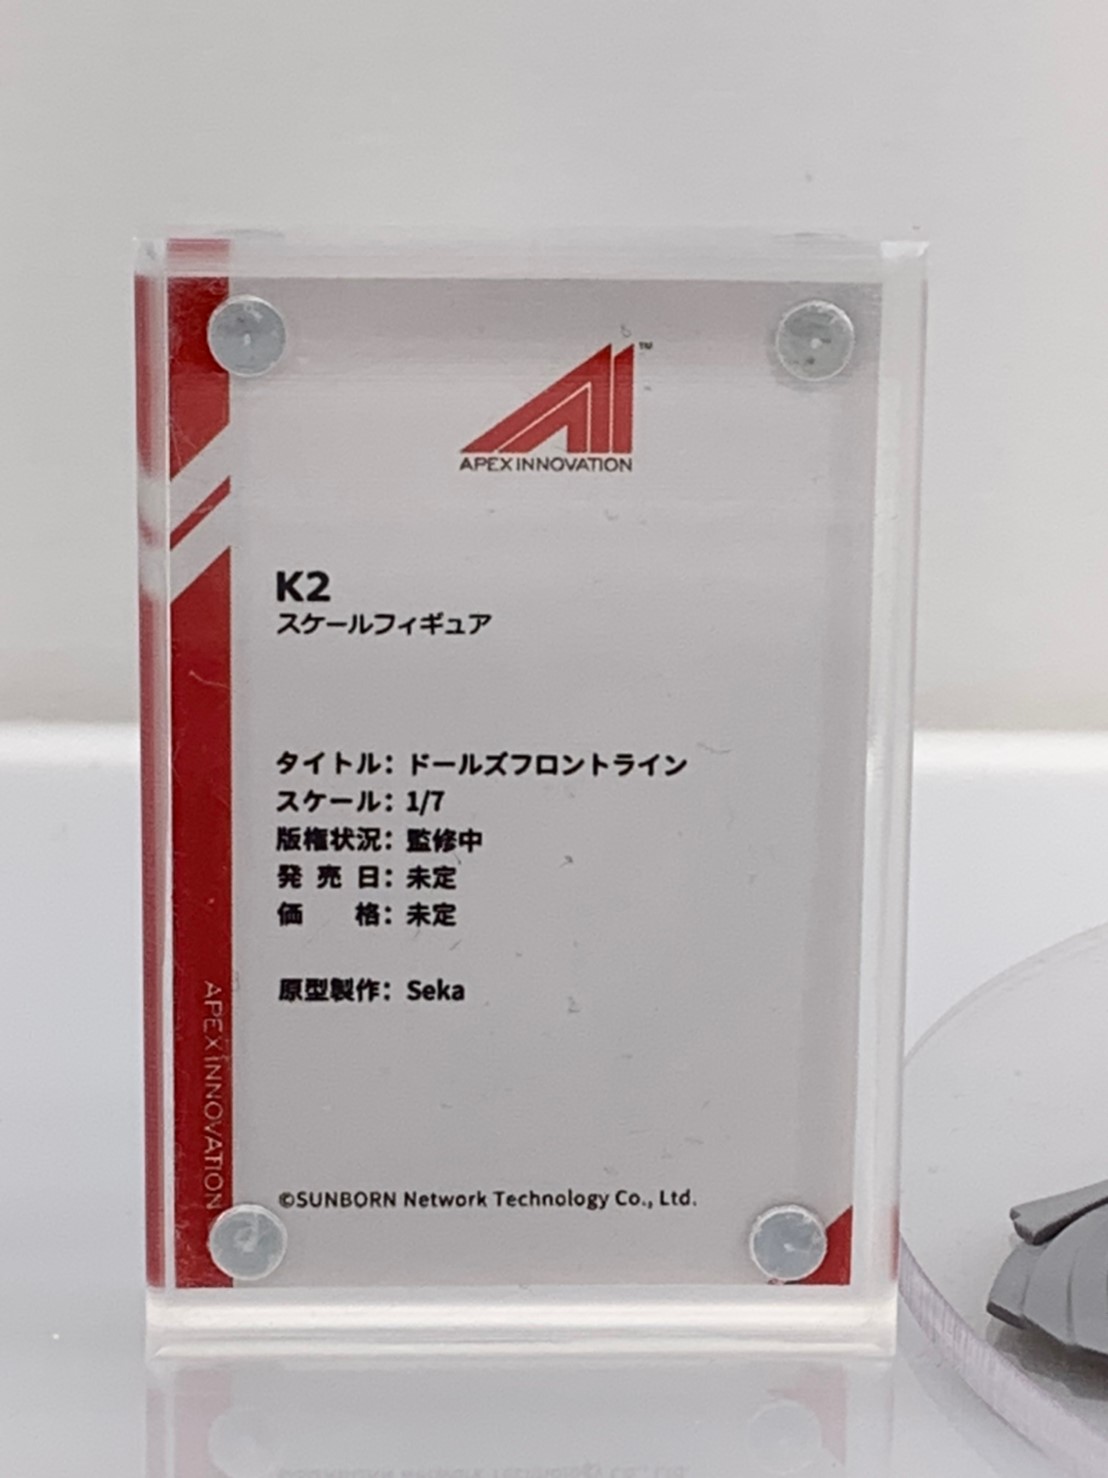 ™
APEX INNOVATION
K2
スケールフィギュア
タイトル：ドールズフロントライン
スケール：1/7
版権状況：監修中
発売日：未定
価　　格：未定
原型製作：Seka
APEX INNOVATION
©SUNBORN Network Technology Co., Ltd.